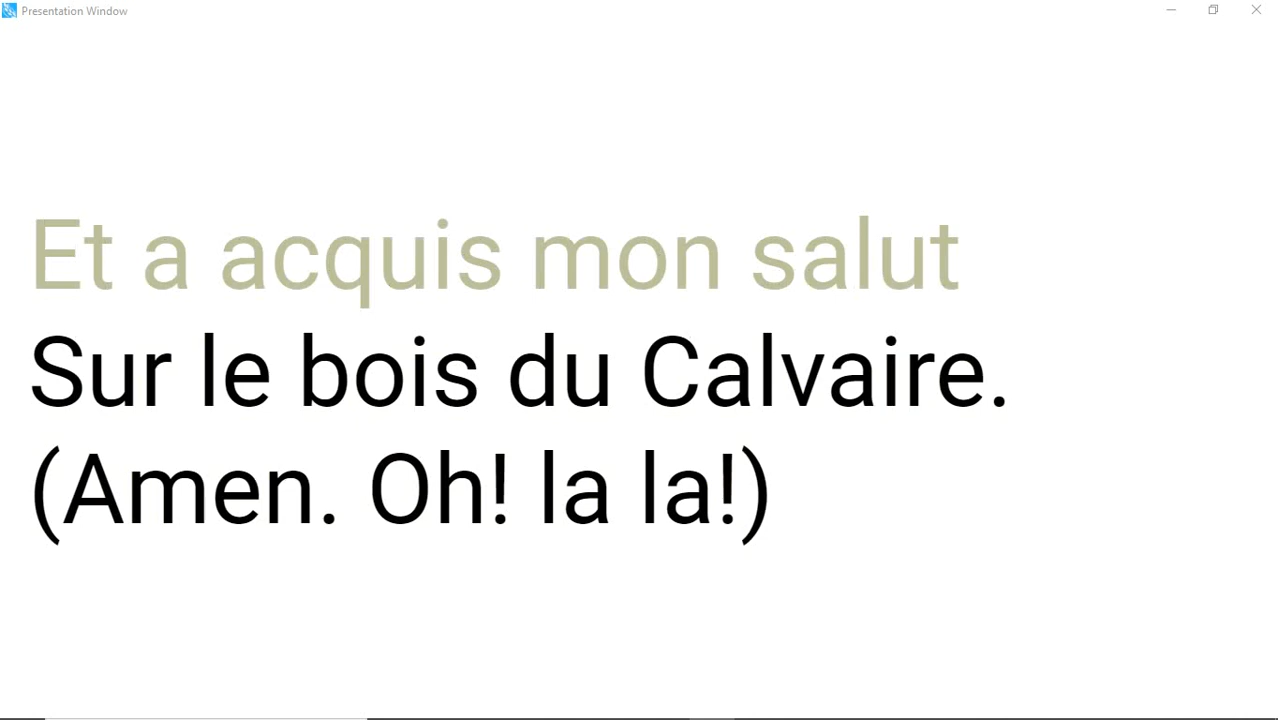 Presentation Window
Et a acquis mon salut
Sur le bois du Calvaire.
(Amen. Oh! la la!)